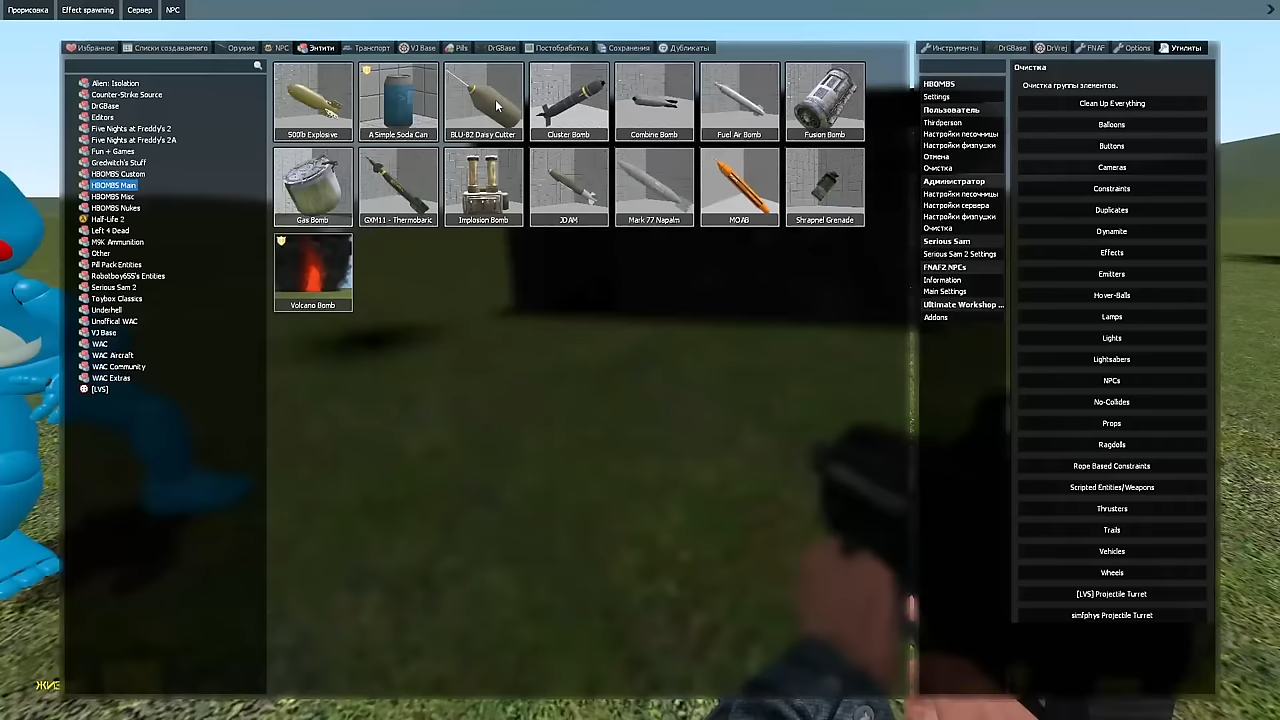 Прорисовка Effect spawning Сервер NPC
Избранное Списки создаваемого Оружие NPC Энтити Транспорт VJ Base Pills DrGBase Постобработка Сохранения Дубликаты
Alien: Isolation
Counter-Strike Source
DrGBase
Editors
Five Nights at Freddy's 2
Five Nights at Freddy's 2A
Fun + Games
Gredwitch's Stuff
HBOMBS Custom
HBOMBS Main
HBOMBS Misc
HBOMBS Nukes
Half-Life 2
Left 4 Dead
M9K Ammunition
Other
Pill Pack Entities
Robotboy655's Entities
Serious Sam 2
Toybox Classics
Underhell
Unoffical WAC
VJ Base
WAC
WAC Aircraft
WAC Community
WAC Extras
[LVS]
500lb Explosive A Simple Soda Can BLU-82 Daisy Cutter Cluster Bomb Combine Bomb Fuel Air Bomb Fusion Bomb
Gas Bomb GXM11 - Thermobaric Implosion Bomb JDAM Mark 77 Napalm MOAB Shrapnel Grenade
Volcano Bomb
Инструменты DrGBase DrVrej FNAF Options Утилиты
HBOMBS
Settings
Пользователь
Thirdperson
Настройки песочницы
Настройки физпушки
Отмена
Очистка
Администратор
Настройки песочницы
Настройки сервера
Настройки физпушки
Очистка
Serious Sam
Serious Sam 2 Settings
FNAF2 NPCs
Information
Main Settings
Ultimate Workshop ...
Addons
Очистка
Очистка группы элементов.
Clean Up Everything
Balloons
Buttons
Cameras
Constraints
Duplicates
Dynamite
Effects
Emitters
Hover-Balls
Lamps
Lights
Lightsabers
NPCs
No-Collides
Props
Ragdolls
Rope Based Constraints
Scripted Entities/Weapons
Thrusters
Trails
Vehicles
Wheels
[LVS] Projectile Turret
simfphys Projectile Turret